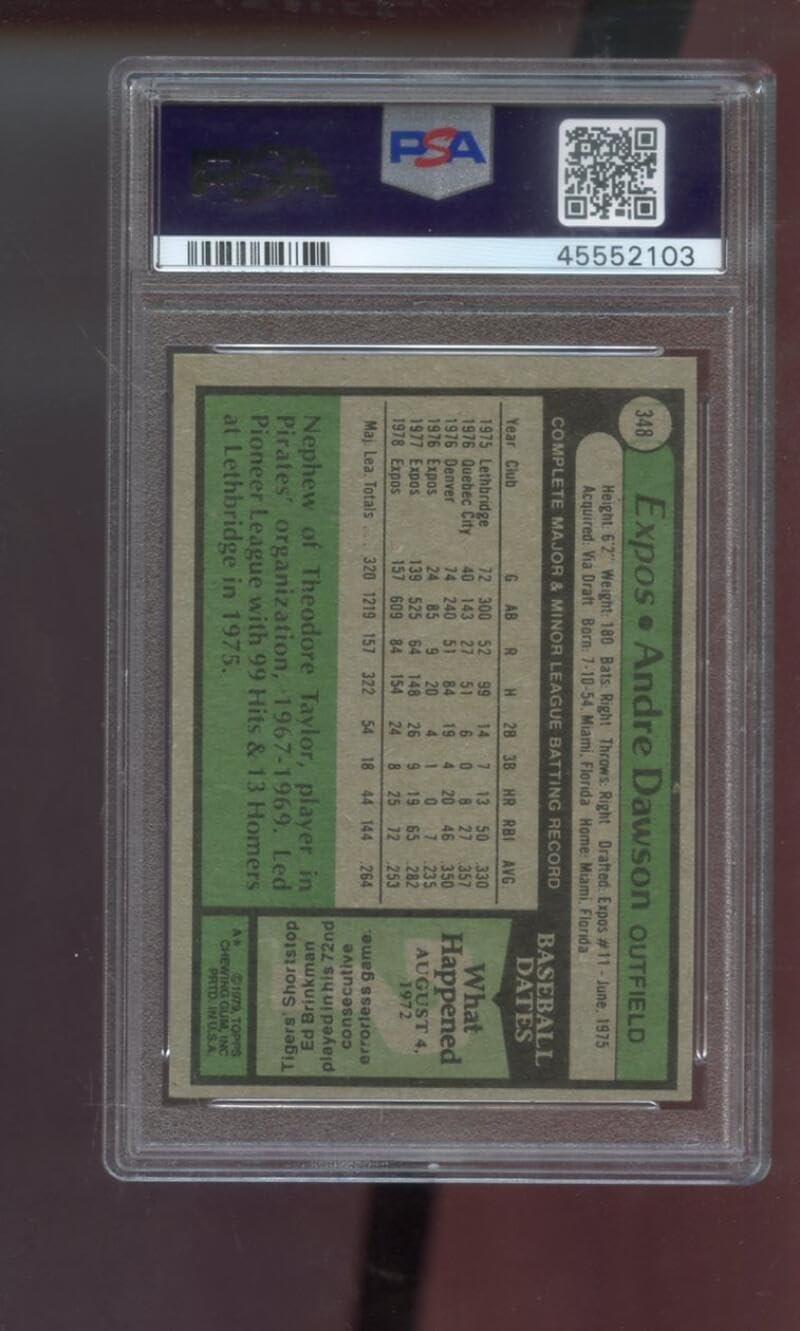 PSA
PSA
45552103
348
Expos • Andre Dawson OUTFIELD
Height: 6'2" Weight: 180 Bats: Right Throws: Right Drafted: Expos #11 - June, 1975
Acquired: Via Draft Born: 7-10-54, Miami, Florida Home: Miami, Florida
COMPLETE MAJOR & MINOR LEAGUE BATTING RECORD
Year Club G AB R H 2B 3B HR RBI AVG
1975 Lethbridge 72 300 52 99 14 7 13 50 .330
1976 Quebec City 40 143 27 51 6 0 8 27 .357
1976 Denver 74 240 51 84 19 4 20 46 .350
1976 Expos 24 85 9 20 4 1 0 7 .235
1977 Expos 139 525 64 148 26 9 19 65 .282
1978 Expos 157 609 84 154 24 8 25 72 .253
Maj. Lea. Totals ... 320 1219 157 322 54 18 44 144 .264
Nephew of Theodore Taylor, player in
Pirates' organization, 1967-1969. Led
Pioneer League with 99 Hits & 13 Homers
at Lethbridge in 1975.
BASEBALL
DATES
What
Happened
AUGUST 4,
1972
Tigers' Shortstop
Ed Brinkman
played in his 72nd
consecutive
errorless game.
A* ©1979, TOPPS
CHEWING GUM, INC.
PRTD. IN U.S.A.